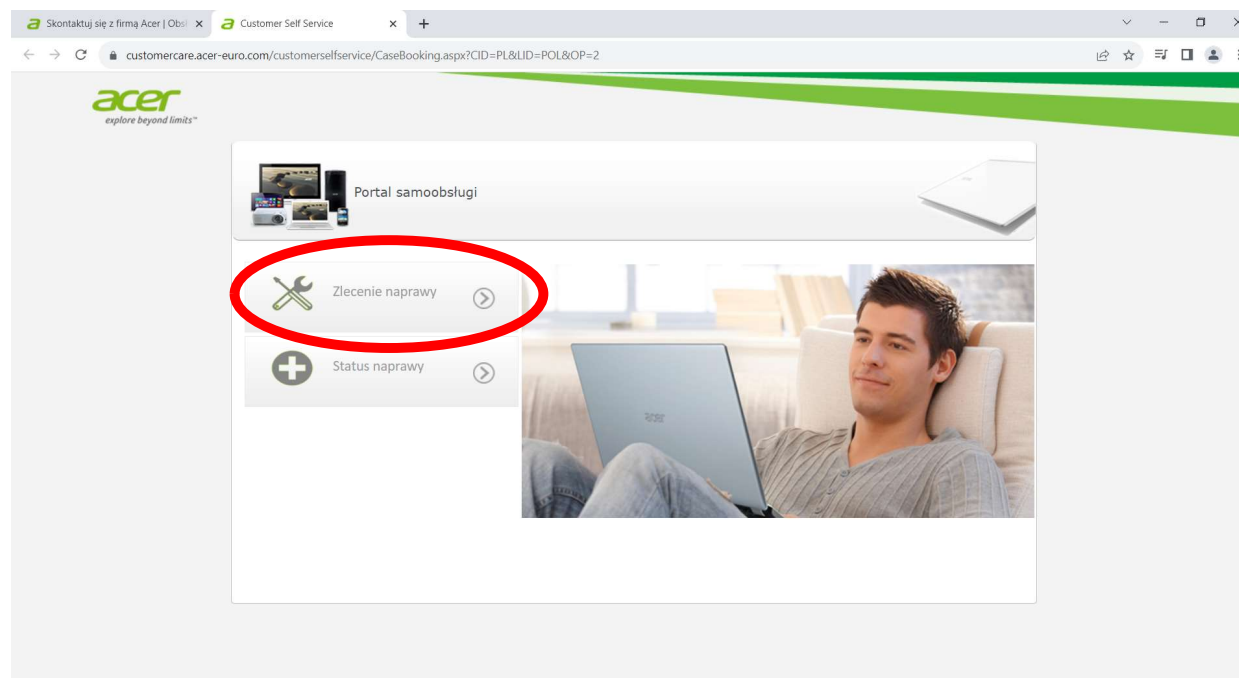 Skontaktuj się z firmą Acer | Obsł
Customer Self Service
customercare.acer-euro.com/customerselfservice/CaseBooking.aspx?CID=PL&LID=POL&OP=2
acer
explore beyond limits™
Portal samoobsługi
Zlecenie naprawy
Status naprawy
acer